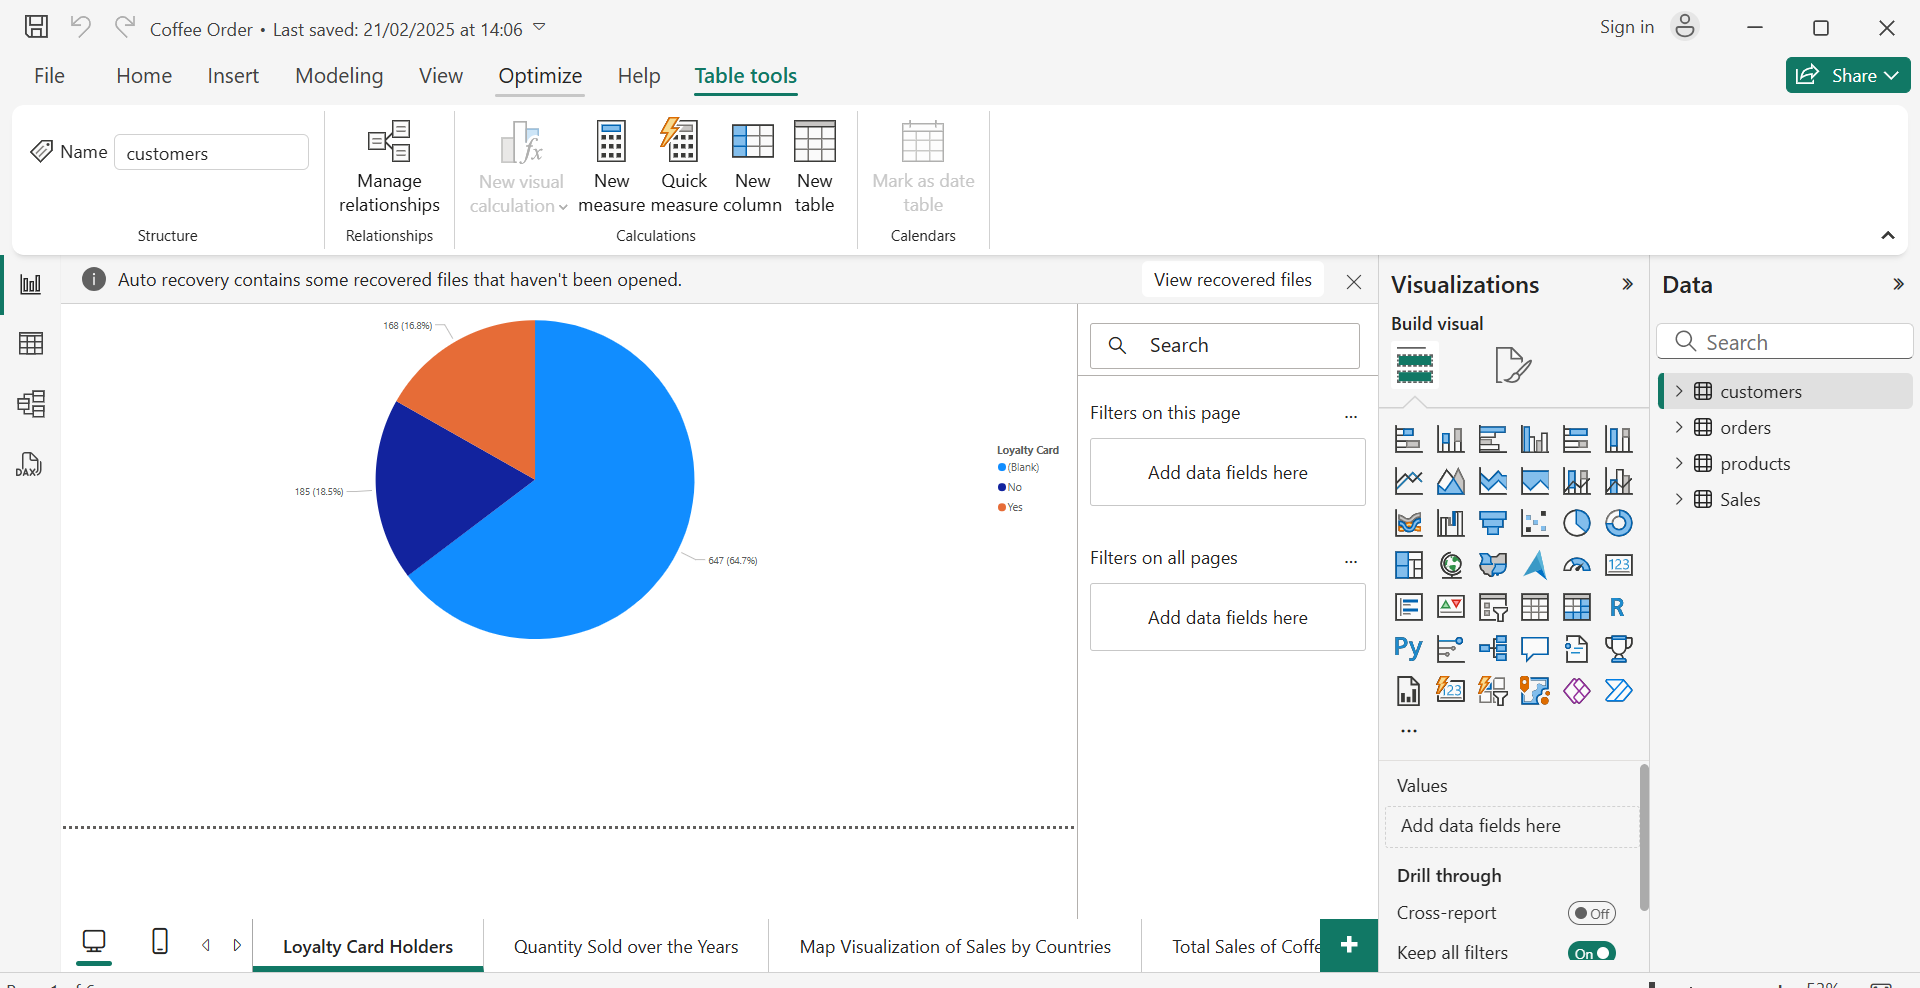 Coffee Order • Last saved: 21/02/2025 at 14:06
Sign in
File
Home
Insert
Modeling
View
Optimize
Help
Table tools
Share
Name
customers
Structure
Manage
relationships
Relationships
New visual
calculation
New
measure
Quick
measure
New
column
New
table
Calculations
Mark as date
table
Calendars
Auto recovery contains some recovered files that haven't been opened.
View recovered files
168 (16.8%)
185 (18.5%)
647 (64.7%)
Loyalty Card
(Blank)
No
Yes
Search
Filters on this page
...
Add data fields here
Filters on all pages
...
Add data fields here
Visualizations
Build visual
123
R
Py
123
...
Values
Add data fields here
Drill through
Cross-report
Off
Keep all filters
On
Data
Search
customers
orders
products
Sales
DAX
Loyalty Card Holders
Quantity Sold over the Years
Map Visualization of Sales by Countries
Total Sales of Coffe